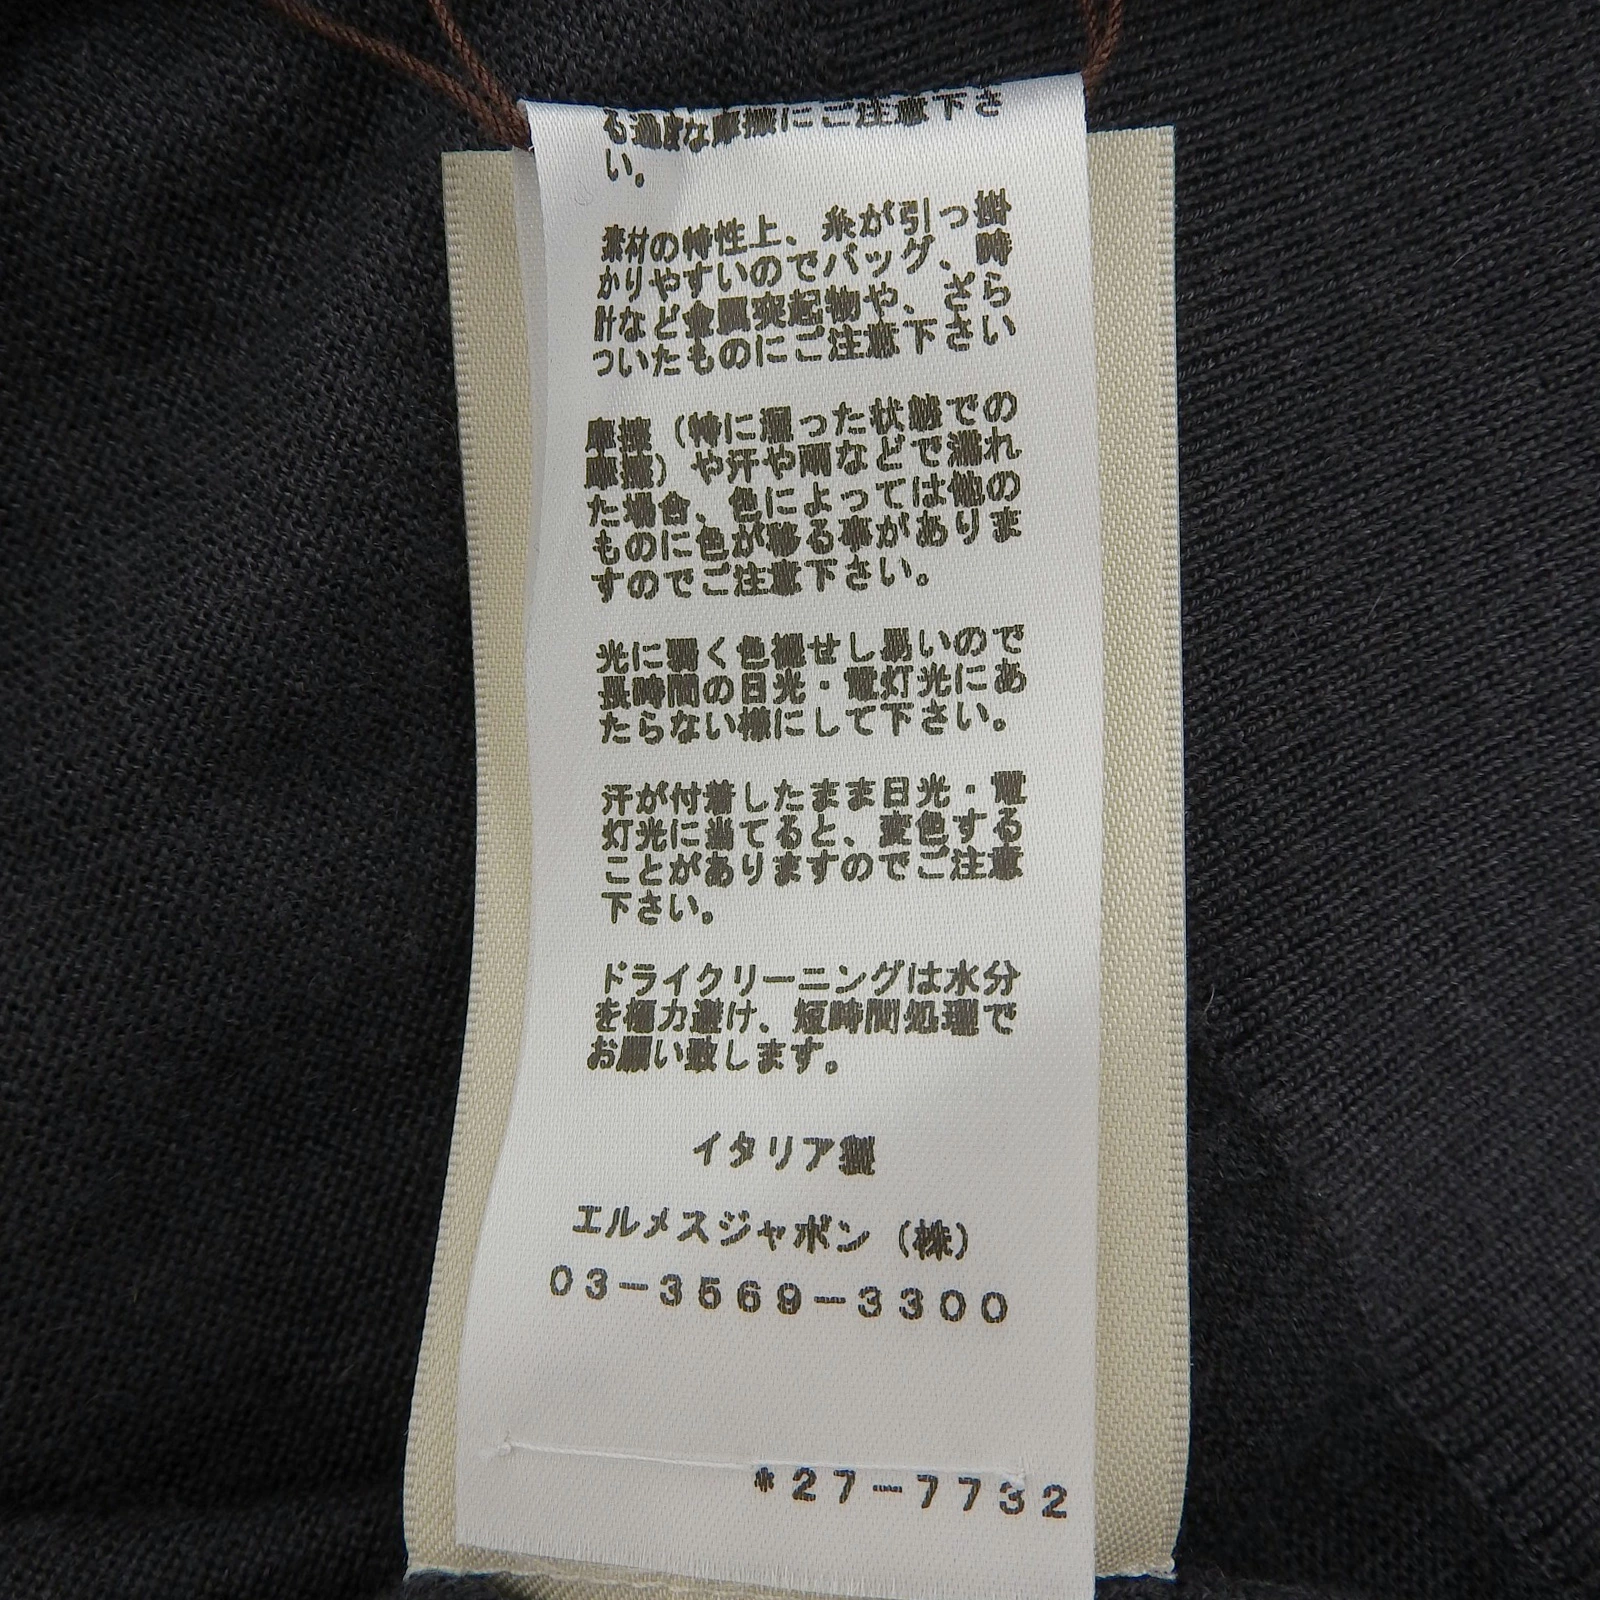 な摩擦にご注意下さ
い。
素材の特性上、糸が引っ掛
かりやすいのでバッグ、時
計など金属突起物や、ざら
ついたものにご注意下さい
摩擦（特に湿った状態での
摩擦）や汗や雨などで濡れ
た場合、色によっては他の
ものに色が移る事がありま
すのでご注意下さい。
光に弱く色褪せし易いので
長時間の日光・電灯光にあ
たらない様にして下さい。
汗が付着したまま日光・電
灯光に当てると、変色する
ことがありますのでご注意
下さい。
ドライクリーニングは水分
を極力避け、短時間処理で
お願い致します。
イタリア製
エルメスジャポン（株）
03-3569-3300
*27-7732